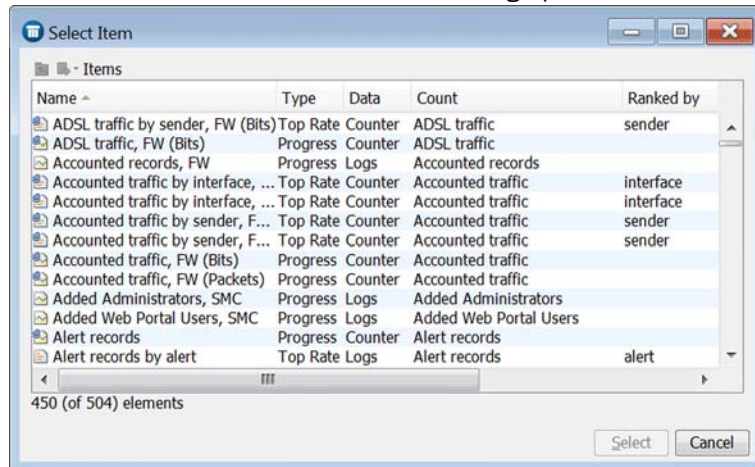 Select Item
Items
Name Type Data Count Ranked by
ADSL traffic by sender, FW (Bits) Top Rate Counter ADSL traffic sender
ADSL traffic, FW (Bits) Progress Counter ADSL traffic
Accounted records, FW Progress Logs Accounted records
Accounted traffic by interface, ... Top Rate Counter Accounted traffic interface
Accounted traffic by interface, ... Top Rate Counter Accounted traffic interface
Accounted traffic by sender, F... Top Rate Counter Accounted traffic sender
Accounted traffic by sender, F... Top Rate Counter Accounted traffic sender
Accounted traffic, FW (Bits) Progress Counter Accounted traffic
Accounted traffic, FW (Packets) Progress Counter Accounted traffic
Added Administrators, SMC Progress Logs Added Administrators
Added Web Portal Users, SMC Progress Logs Added Web Portal Users
Alert records Progress Counter Alert records
Alert records by alert Top Rate Logs Alert records alert
450 (of 504) elements
Select Cancel